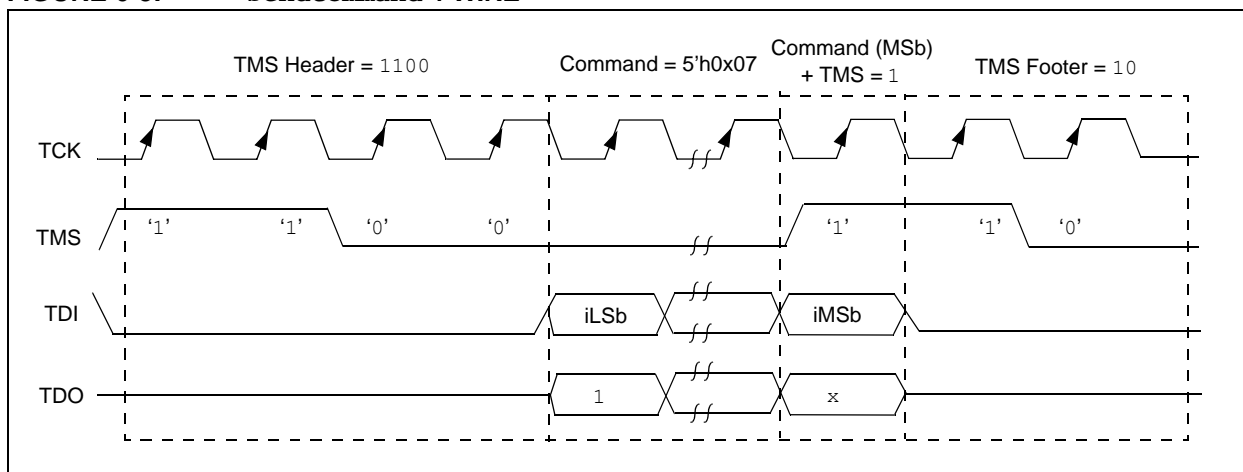 TMS Header = 1100
Command = 5'h0x07
Command (MSb)
+ TMS = 1
TMS Footer = 10
TCK
TMS
'1' '1' '0' '0' '1' '1' '0'
TDI
iLSb iMSb
TDO
1 x